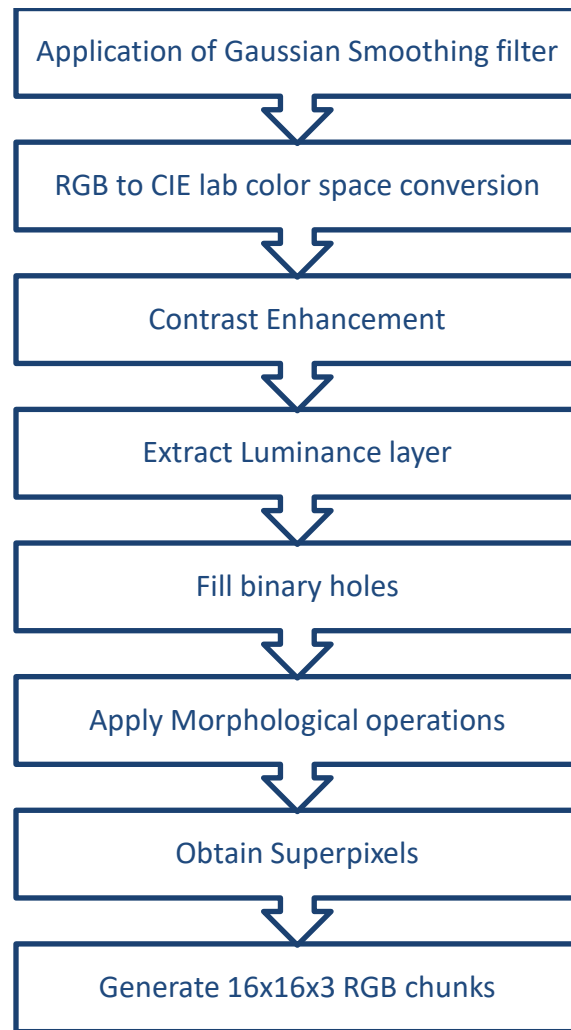 Application of Gaussian Smoothing filter
RGB to CIE lab color space conversion
Contrast Enhancement
Extract Luminance layer
Fill binary holes
Apply Morphological operations
Obtain Superpixels
Generate 16x16x3 RGB chunks